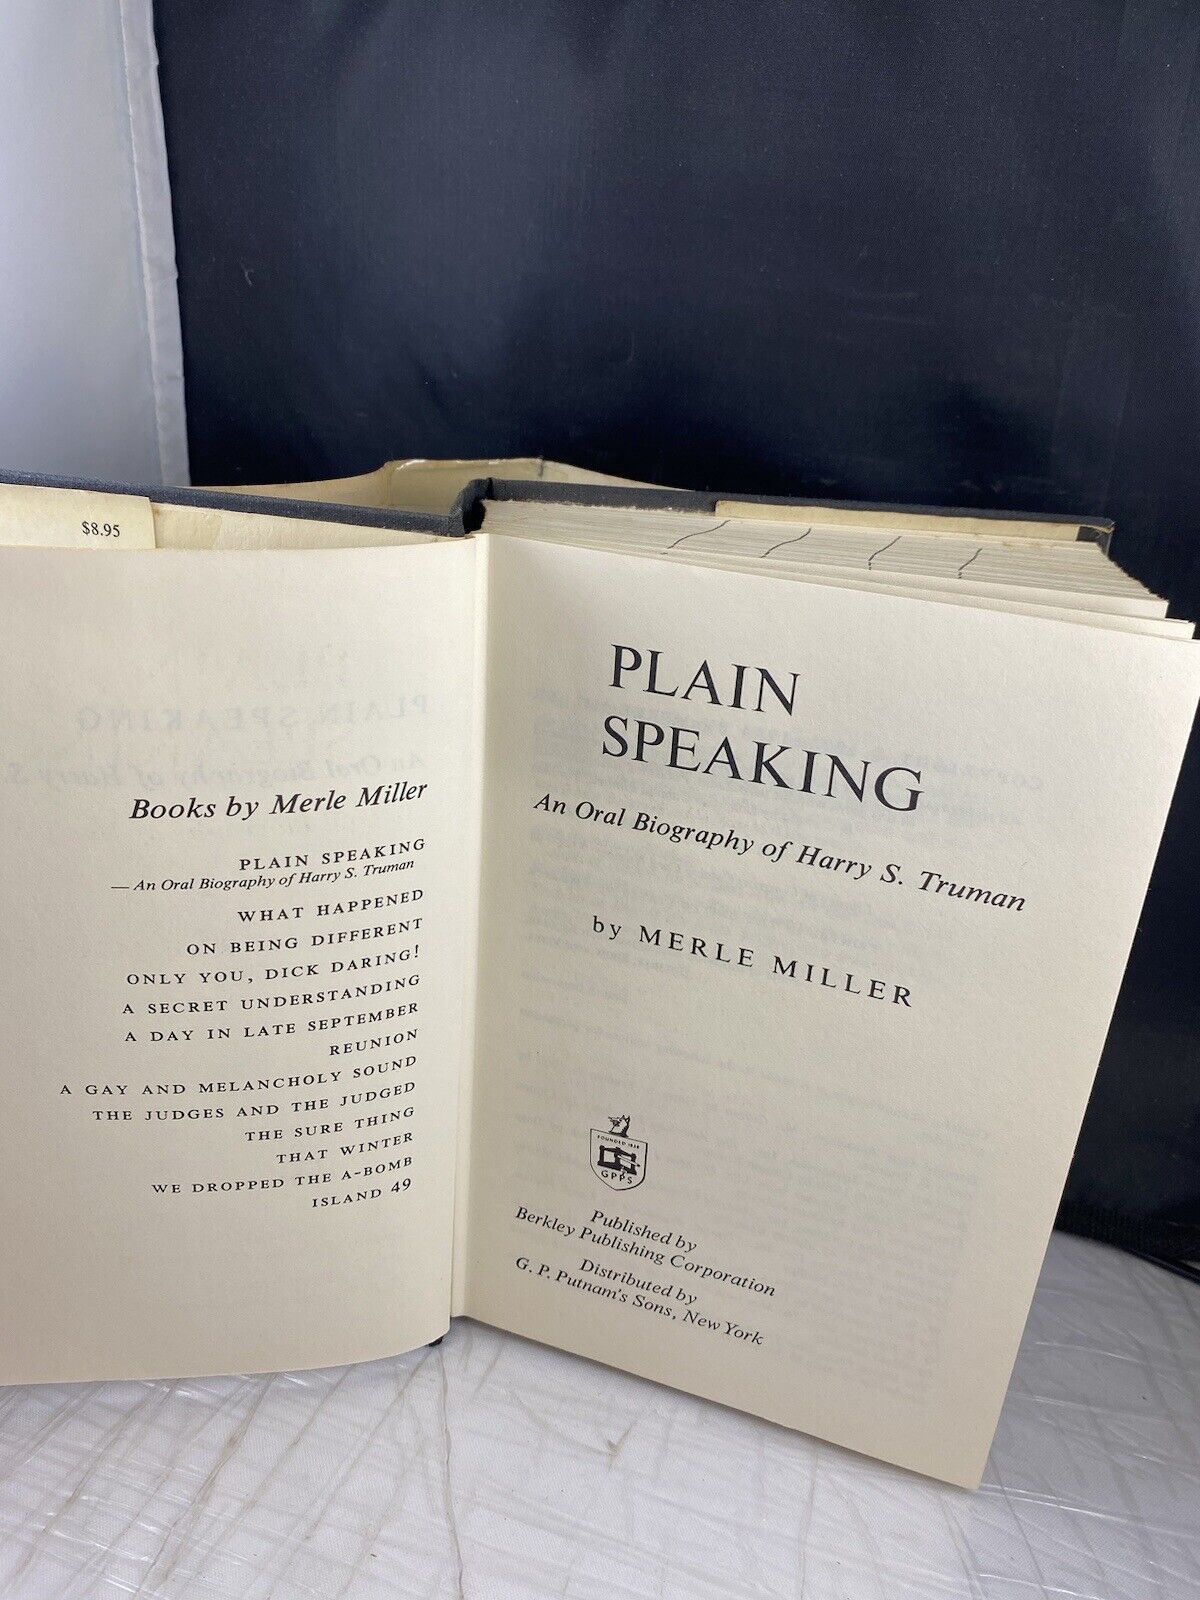 $8.95
Books by Merle Miller
PLAIN SPEAKING
— An Oral Biography of Harry S. Truman
WHAT HAPPENED
ON BEING DIFFERENT
ONLY YOU, DICK DARING!
A SECRET UNDERSTANDING
A DAY IN LATE SEPTEMBER
REUNION
A GAY AND MELANCHOLY SOUND
THE JUDGES AND THE JUDGED
THE SURE THING
THAT WINTER
WE DROPPED THE A-BOMB
ISLAND 49
PLAIN
SPEAKING
An Oral Biography of Harry S. Truman
by MERLE MILLER
FOUNDED 1838
GPPS
Published by
Berkley Publishing Corporation
Distributed by
G. P. Putnam's Sons, New York